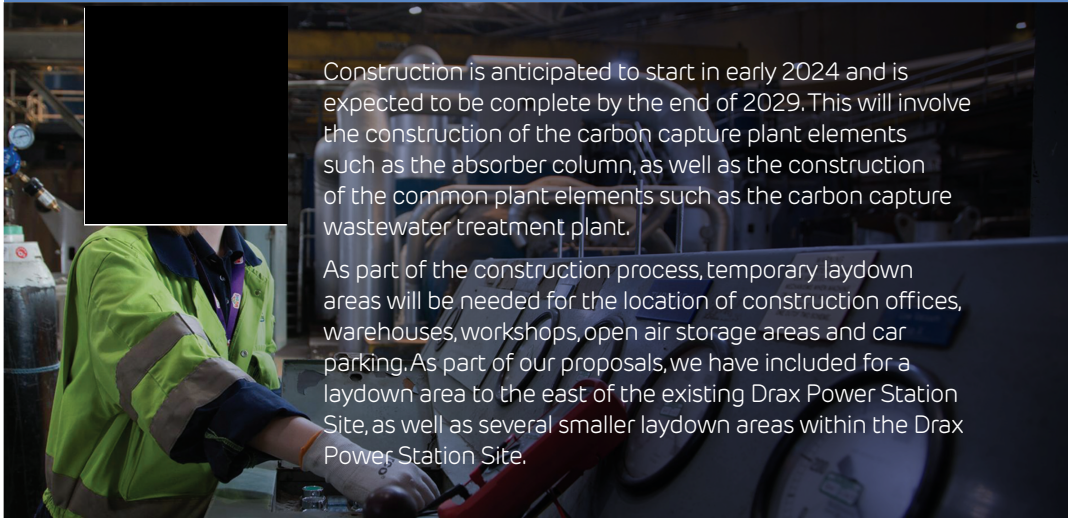 Construction is anticipated to start in early 2024 and is
expected to be complete by the end of 2029. This will involve
the construction of the carbon capture plant elements
such as the absorber column, as well as the construction
of the common plant elements such as the carbon capture
wastewater treatment plant.
As part of the construction process, temporary laydown
areas will be needed for the location of construction offices,
warehouses, workshops, open air storage areas and car
parking. As part of our proposals, we have included for a
laydown area to the east of the existing Drax Power Station
Site, as well as several smaller laydown areas within the Drax
Power Station Site.